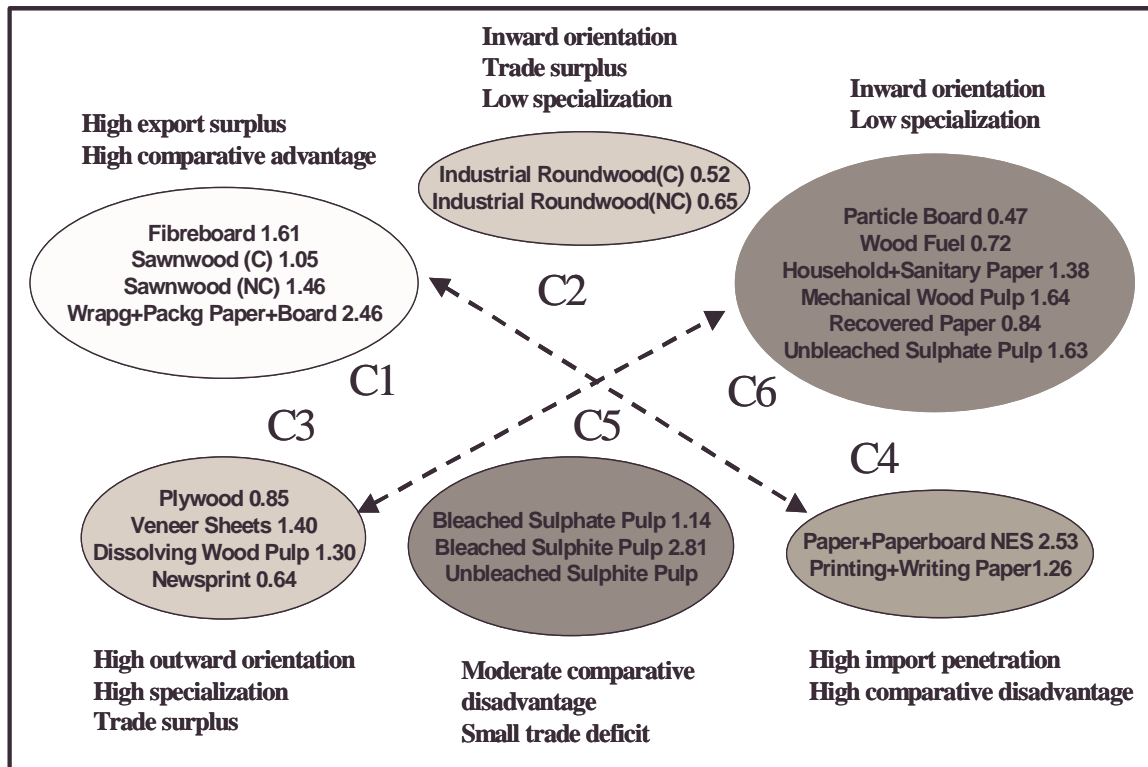 Inward orientation
Trade surplus
Low specialization
Inward orientation
Low specialization
High export surplus
High comparative advantage
Industrial Roundwood(C) 0.52
Industrial Roundwood(NC) 0.65
Fibreboard 1.61
Sawnwood (C) 1.05
Sawnwood (NC) 1.46
Wrapg+Packg Paper+Board 2.46
Particle Board 0.47
Wood Fuel 0.72
Household+Sanitary Paper 1.38
Mechanical Wood Pulp 1.64
Recovered Paper 0.84
Unbleached Sulphate Pulp 1.63
C2
C1
C6
C3
C5
C4
Plywood 0.85
Veneer Sheets 1.40
Dissolving Wood Pulp 1.30
Newsprint 0.64
Bleached Sulphate Pulp 1.14
Bleached Sulphite Pulp 2.81
Unbleached Sulphite Pulp
Paper+Paperboard NES 2.53
Printing+Writing Paper1.26
High outward orientation
High specialization
Trade surplus
Moderate comparative
disadvantage
Small trade deficit
High import penetration
High comparative disadvantage